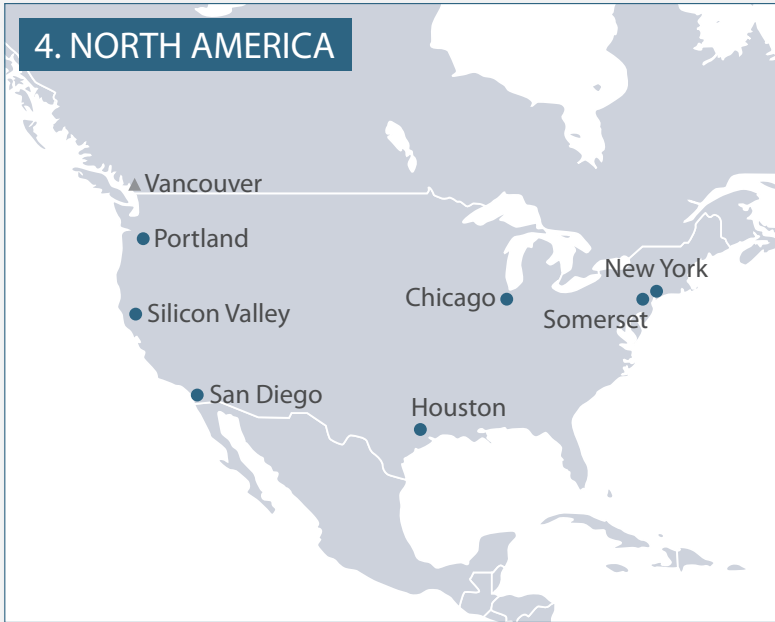 4. NORTH AMERICA
Vancouver
Portland
New York
Chicago
Silicon Valley
Somerset
San Diego
Houston